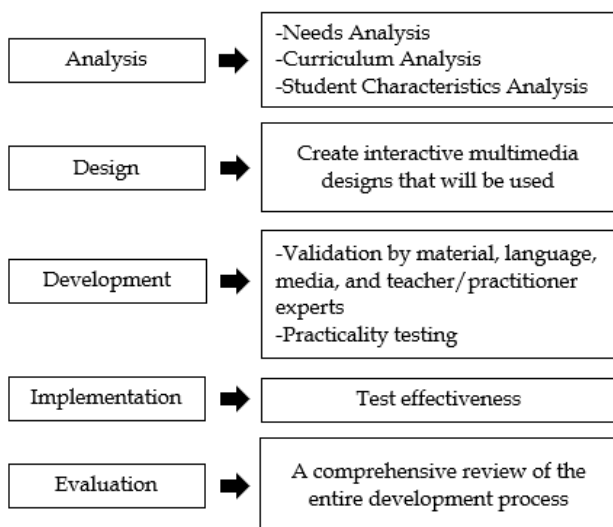 Analysis
-Needs Analysis
-Curriculum Analysis
-Student Characteristics Analysis
Design
Create interactive multimedia
designs that will be used
Development
-Validation by material, language,
media, and teacher/practitioner
experts
-Practicality testing
Implementation
Test effectiveness
Evaluation
A comprehensive review of the
entire development process